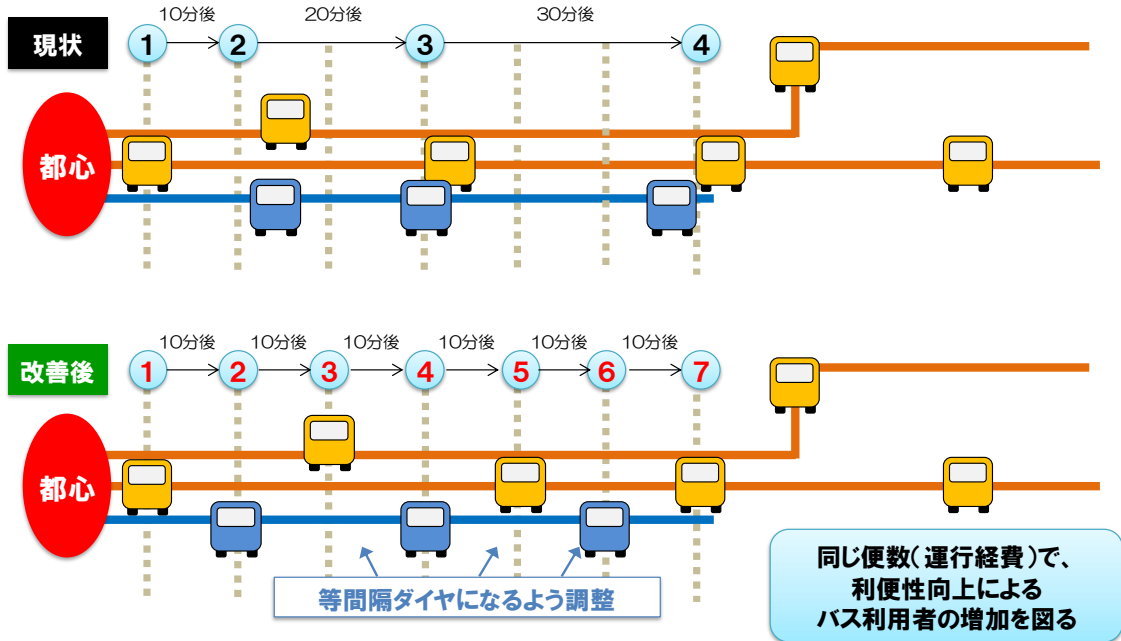 10分後
20分後
30分後
現状
1
2
3
4
都心
10分後
10分後
10分後
10分後
10分後
10分後
改善後
1
2
3
4
5
6
7
都心
等間隔ダイヤになるよう調整
同じ便数(運行経費)で、
利便性向上による
バス利用者の増加を図る